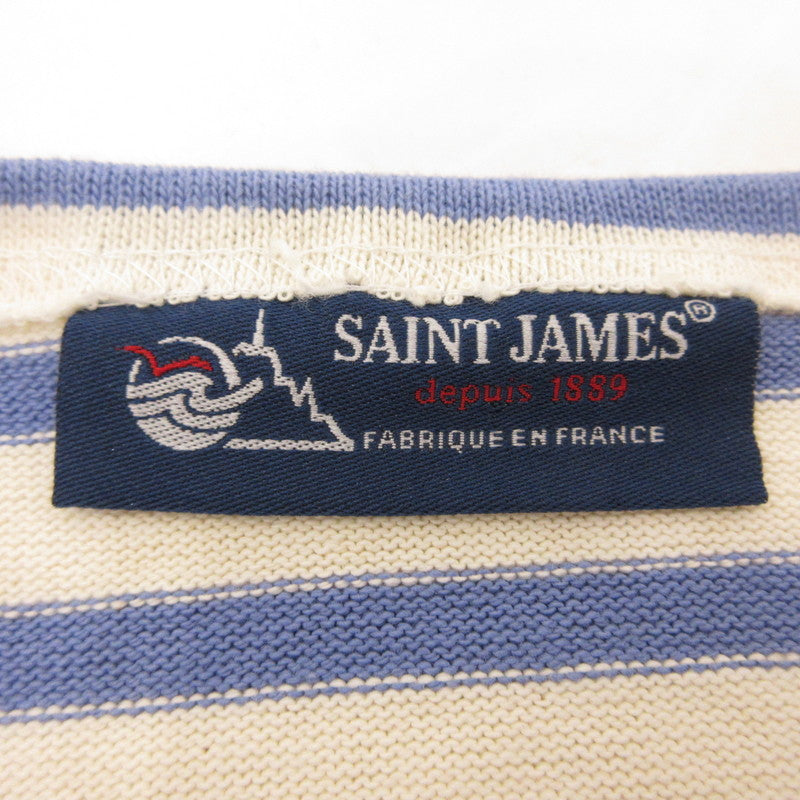 SAINT JAMES®
depuis 1889
FABRIQUE EN FRANCE